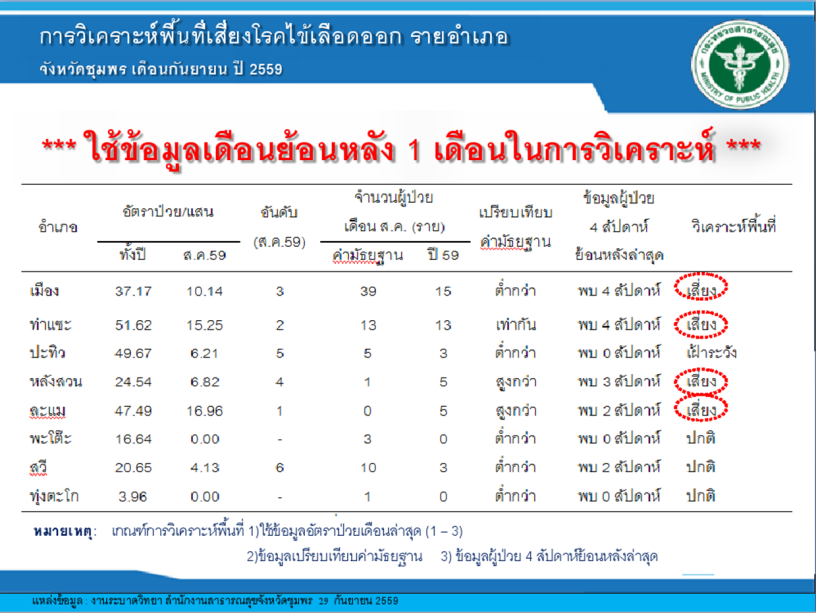 การวิเคราะห์พื้นที่เสี่ยงโรคไข้เลือดออก รายอำเภอ
จังหวัดชุมพร เดือนกันยายน ปี 2559
กระทรวงสาธารณสุข
MINISTRY OF PUBLIC HEALTH
*** ใช้ข้อมูลเดือนย้อนหลัง 1 เดือนในการวิเคราะห์ ***
อำเภอ อัตราป่วย/แสน อันดับ (ส.ค.59) จำนวนผู้ป่วย เดือน ส.ค. (ราย) เปรียบเทียบ ค่ามัธยฐาน ข้อมูลผู้ป่วย 4 สัปดาห์ ย้อนหลังล่าสุด วิเคราะห์พื้นที่
ทั้งปี ส.ค.59 ค่ามัธยฐาน ปี 59
เมือง 37.17 10.14 3 39 15 ต่ำกว่า พบ 4 สัปดาห์ เสี่ยง
ท่าแซะ 51.62 15.25 2 13 13 เท่ากัน พบ 4 สัปดาห์ เสี่ยง
ปะทิว 49.67 6.21 5 5 3 ต่ำกว่า พบ 0 สัปดาห์ เฝ้าระวัง
หลังสวน 24.54 6.82 4 1 5 สูงกว่า พบ 3 สัปดาห์ เสี่ยง
ละแม 47.49 16.96 1 0 5 สูงกว่า พบ 2 สัปดาห์ เสี่ยง
พะโต๊ะ 16.64 0.00 - 3 0 ต่ำกว่า พบ 0 สัปดาห์ ปกติ
สวี 20.65 4.13 6 10 3 ต่ำกว่า พบ 2 สัปดาห์ ปกติ
ทุ่งตะโก 3.96 0.00 - 1 0 ต่ำกว่า พบ 0 สัปดาห์ ปกติ
หมายเหตุ: เกณฑ์การวิเคราะห์พื้นที่ 1)ใช้ข้อมูลอัตราป่วยเดือนล่าสุด (1 – 3)
2)ข้อมูลเปรียบเทียบค่ามัธยฐาน 3) ข้อมูลผู้ป่วย 4 สัปดาห์ย้อนหลังล่าสุด
แหล่งข้อมูล : งานระบาดวิทยา สำนักงานสาธารณสุขจังหวัดชุมพร 29 กันยายน 2559